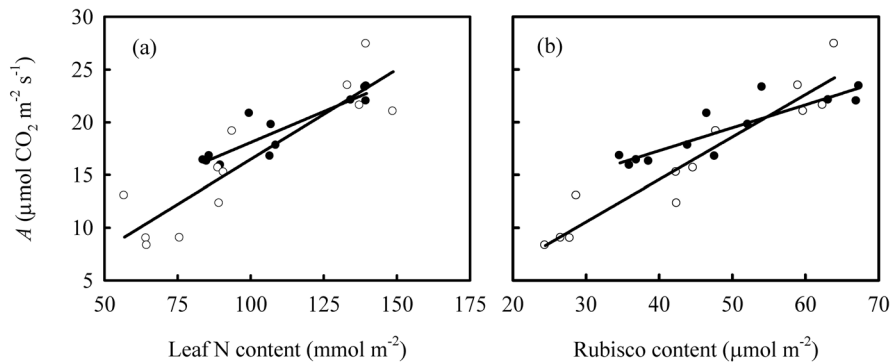 30
25
20
15
10
5
A (μmol CO₂ m⁻² s⁻¹)
(a)
(b)
50 75 100 125 150 175
20 30 40 50 60 70
Leaf N content (mmol m⁻²)
Rubisco content (μmol m⁻²)